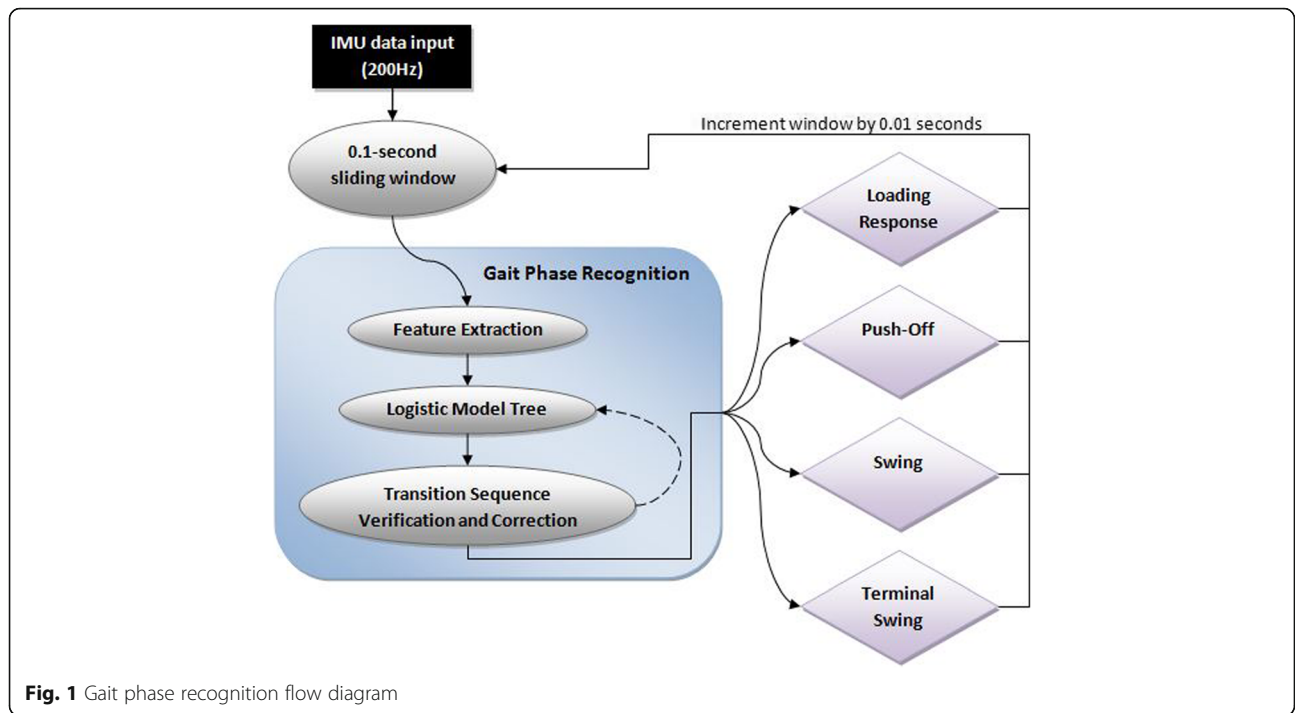 IMU data input
(200Hz)
Increment window by 0.01 seconds
0.1-second
sliding window
Loading
Response
Gait Phase Recognition
Feature Extraction
Push-Off
Logistic Model Tree
Swing
Transition Sequence
Verification and Correction
Terminal
Swing
Fig. 1 Gait phase recognition flow diagram